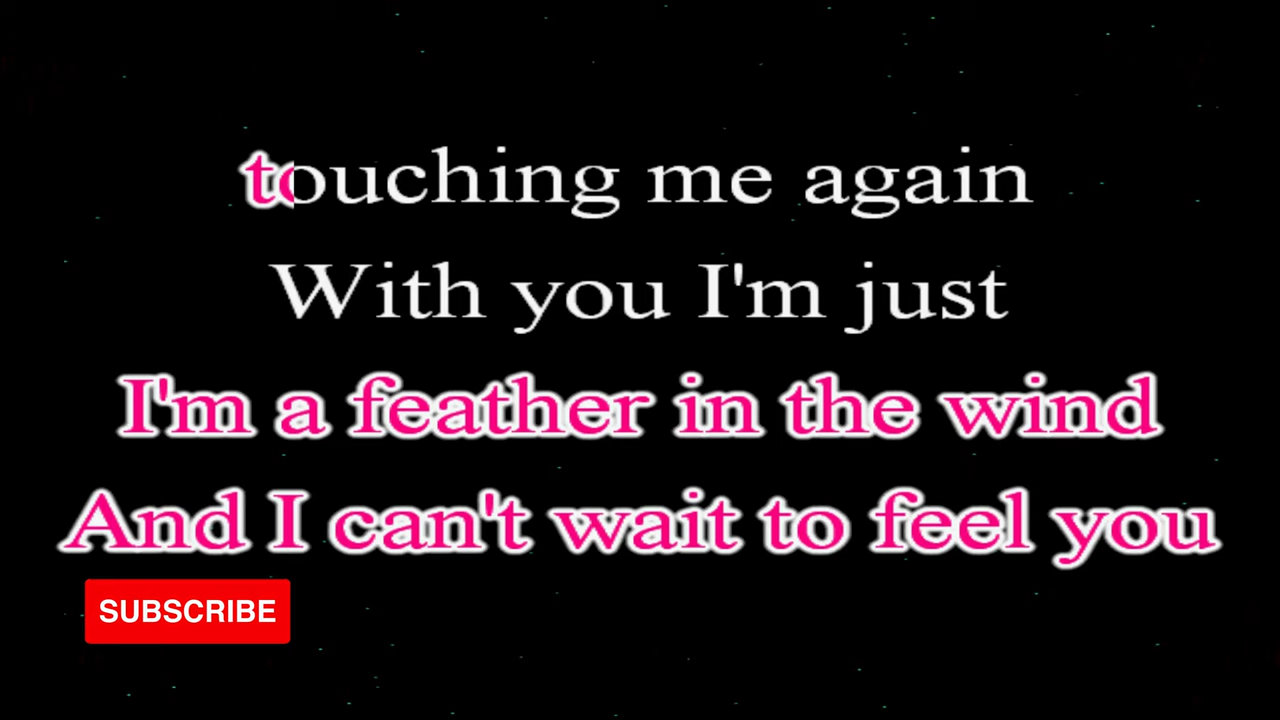 touching me again
With you I'm just
I'm a feather in the wind
And I can't wait to feel you
SUBSCRIBE